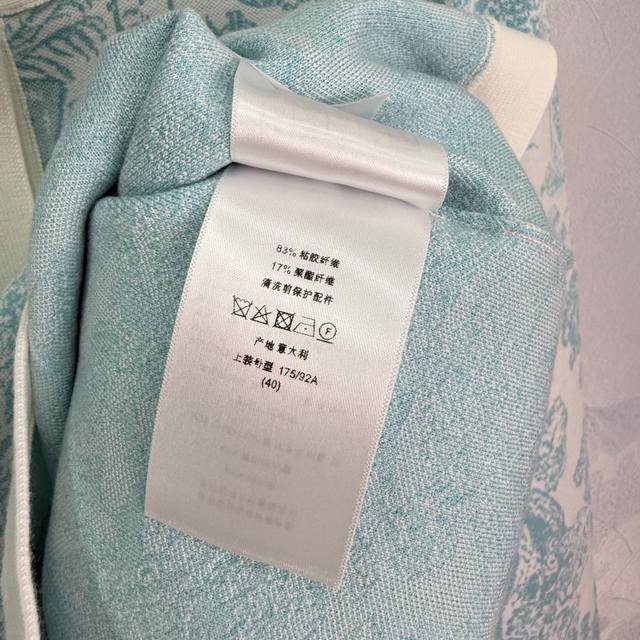 83% 粘胶纤维
17% 聚酯纤维
清洗前保护配件
F
产地意大利
上装号型 175/92A
(40)